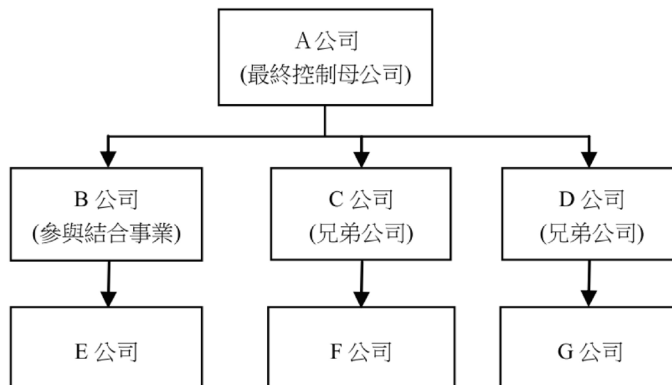 A 公司
(最終控制母公司)
B 公司
(參與結合事業)
C 公司
(兄弟公司)
D 公司
(兄弟公司)
E 公司
F 公司
G 公司